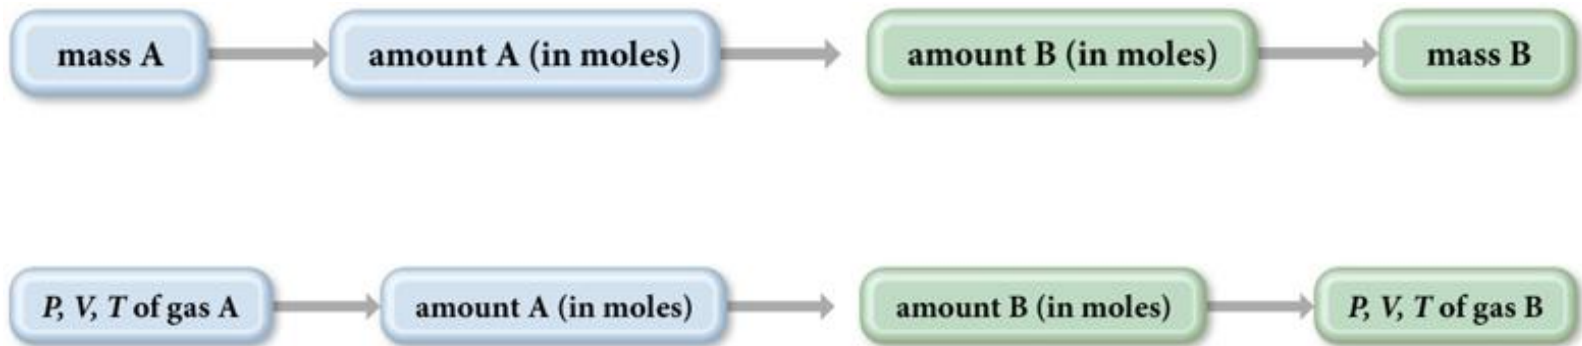 mass A
amount A (in moles)
amount B (in moles)
mass B
P, V, T of gas A
amount A (in moles)
amount B (in moles)
P, V, T of gas B